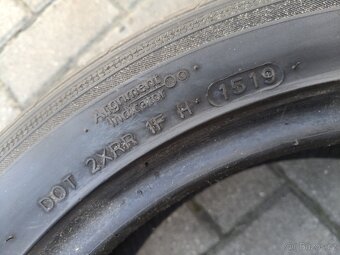 Alignment
Indicator
DOT 2XRR 1F H 1519